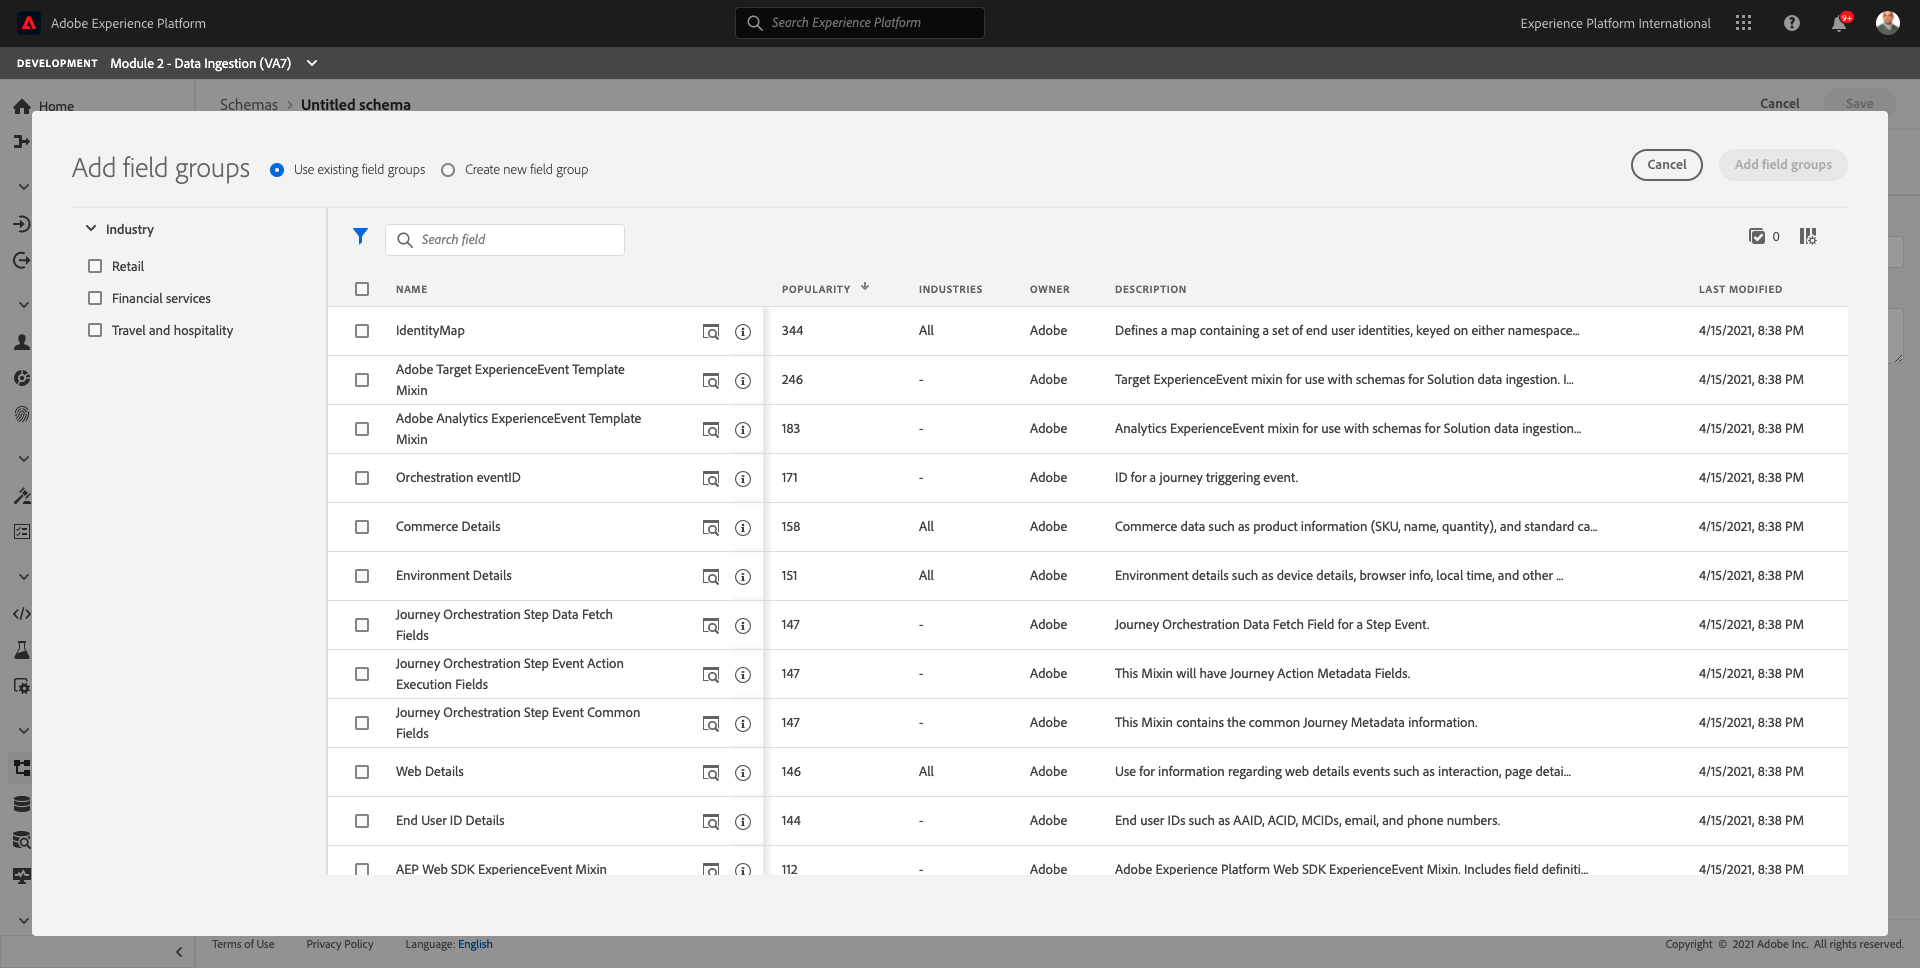 Adobe Experience Platform
Search Experience Platform
Experience Platform International
9+
DEVELOPMENT Module 2 - Data Ingestion (VA7)
Home
Schemas > Untitled schema
Cancel
Save
Add field groups
Use existing field groups
Create new field group
Cancel
Add field groups
Industry
Retail
Financial services
Travel and hospitality
Search field
0
NAME POPULARITY INDUSTRIES OWNER DESCRIPTION LAST MODIFIED
IdentityMap 344 All Adobe Defines a map containing a set of end user identities, keyed on either namespace... 4/15/2021, 8:38 PM
Adobe Target ExperienceEvent Template
Mixin
246 - Adobe Target ExperienceEvent mixin for use with schemas for Solution data ingestion. I... 4/15/2021, 8:38 PM
Adobe Analytics ExperienceEvent Template
Mixin
183 - Adobe Analytics ExperienceEvent mixin for use with schemas for Solution data ingestion... 4/15/2021, 8:38 PM
Orchestration eventID 171 - Adobe ID for a journey triggering event. 4/15/2021, 8:38 PM
Commerce Details 158 All Adobe Commerce data such as product information (SKU, name, quantity), and standard ca... 4/15/2021, 8:38 PM
Environment Details 151 All Adobe Environment details such as device details, browser info, local time, and other ... 4/15/2021, 8:38 PM
Journey Orchestration Step Data Fetch
Fields
147 - Adobe Journey Orchestration Data Fetch Field for a Step Event. 4/15/2021, 8:38 PM
Journey Orchestration Step Event Action
Execution Fields
147 - Adobe This Mixin will have Journey Action Metadata Fields. 4/15/2021, 8:38 PM
Journey Orchestration Step Event Common
Fields
147 - Adobe This Mixin contains the common Journey Metadata information. 4/15/2021, 8:38 PM
Web Details 146 All Adobe Use for information regarding web details events such as interaction, page detai... 4/15/2021, 8:38 PM
End User ID Details 144 - Adobe End user IDs such as AAID, ACID, MCIDs, email, and phone numbers. 4/15/2021, 8:38 PM
AEP Web SDK ExperienceEvent Mixin 112 - Adobe Adobe Experience Platform Web SDK ExperienceEvent Mixin. Includes field definiti... 4/15/2021, 8:38 PM
Terms of Use Privacy Policy Language: English
Copyright © 2021 Adobe Inc. All rights reserved.